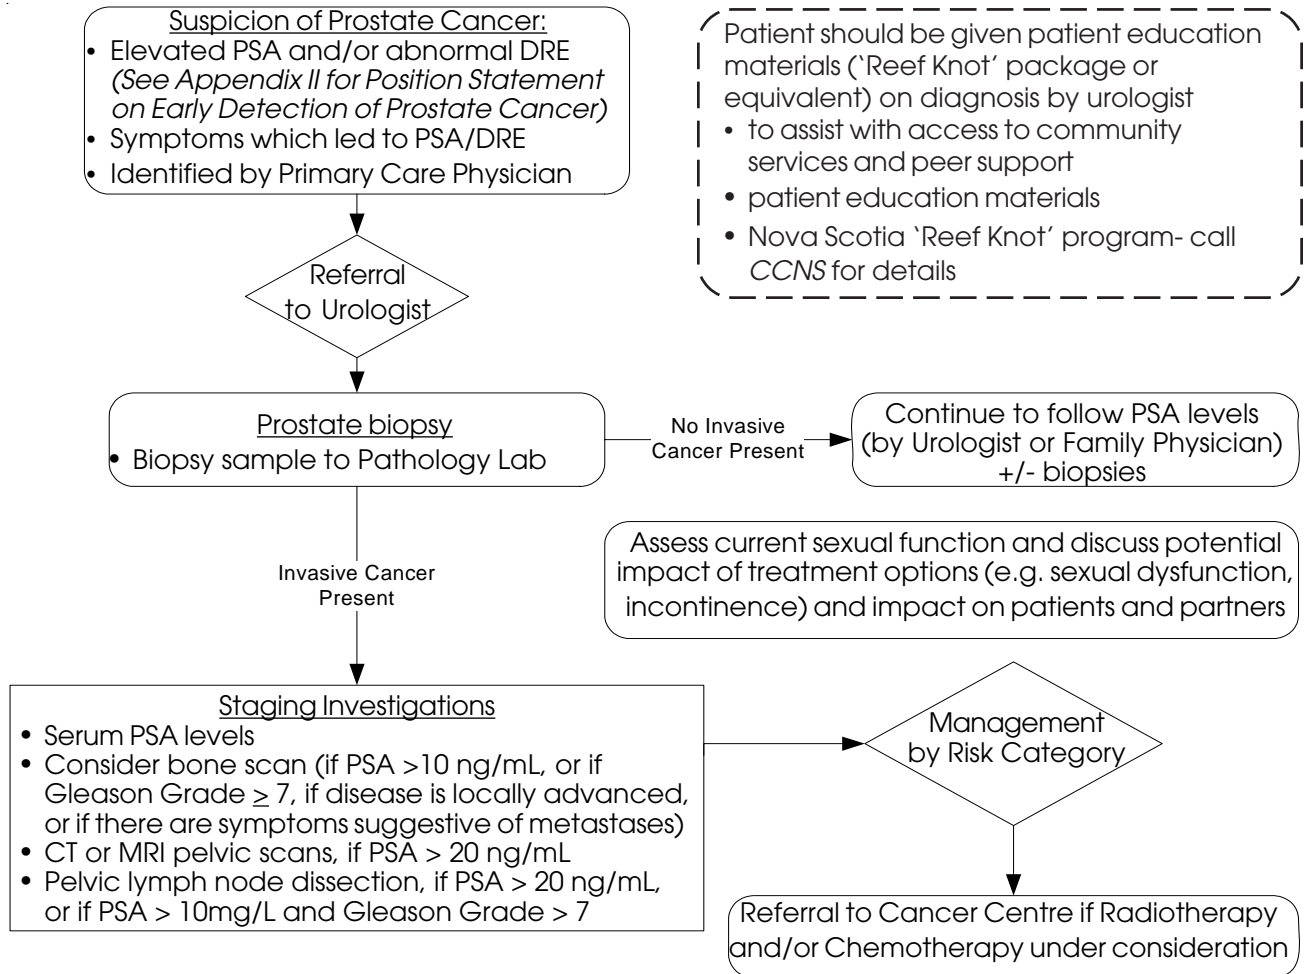 Suspicion of Prostate Cancer:
• Elevated PSA and/or abnormal DRE
(See Appendix II for Position Statement
on Early Detection of Prostate Cancer)
• Symptoms which led to PSA/DRE
• Identified by Primary Care Physician
Patient should be given patient education
materials (‘Reef Knot’ package or
equivalent) on diagnosis by urologist
• to assist with access to community
services and peer support
• patient education materials
• Nova Scotia ‘Reef Knot’ program- call
CCNS for details
Referral
to Urologist
Prostate biopsy
• Biopsy sample to Pathology Lab
No Invasive
Cancer Present
Continue to follow PSA levels
(by Urologist or Family Physician)
+/- biopsies
Invasive Cancer
Present
Assess current sexual function and discuss potential
impact of treatment options (e.g. sexual dysfunction,
incontinence) and impact on patients and partners
Staging Investigations
• Serum PSA levels
• Consider bone scan (if PSA >10 ng/mL, or if
Gleason Grade ≥ 7, if disease is locally advanced,
or if there are symptoms suggestive of metastases)
• CT or MRI pelvic scans, if PSA > 20 ng/mL
• Pelvic lymph node dissection, if PSA > 20 ng/mL,
or if PSA > 10mg/L and Gleason Grade > 7
Management
by Risk Category
Referral to Cancer Centre if Radiotherapy
and/or Chemotherapy under consideration